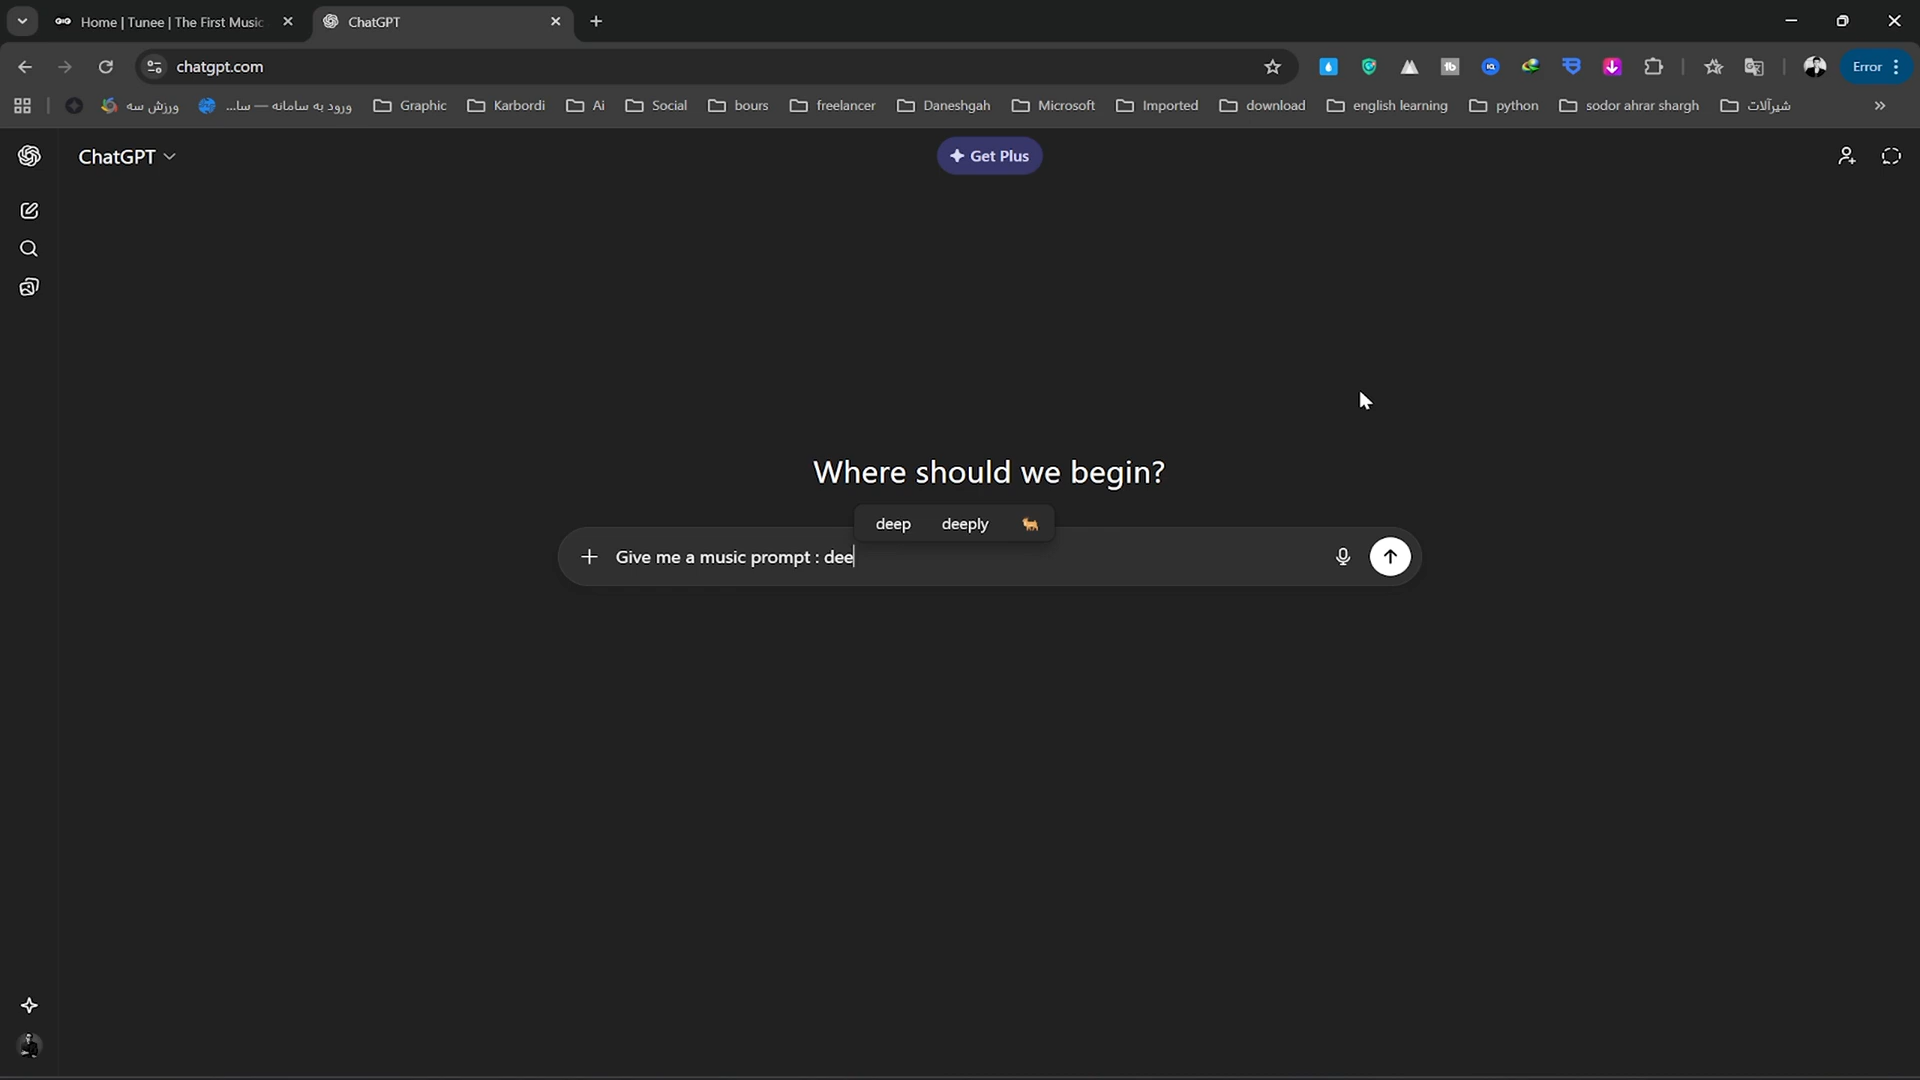 Home | Tunee | The First Music
ChatGPT
chatgpt.com
Error
ورزش سه
ورود به سامانه — سا...
Graphic
Karbordi
Ai
Social
bours
freelancer
Daneshgah
Microsoft
Imported
download
english learning
python
sodor ahrar shargh
شیرآلات
»
ChatGPT
Get Plus
Where should we begin?
deep deeply
Give me a music prompt : dee